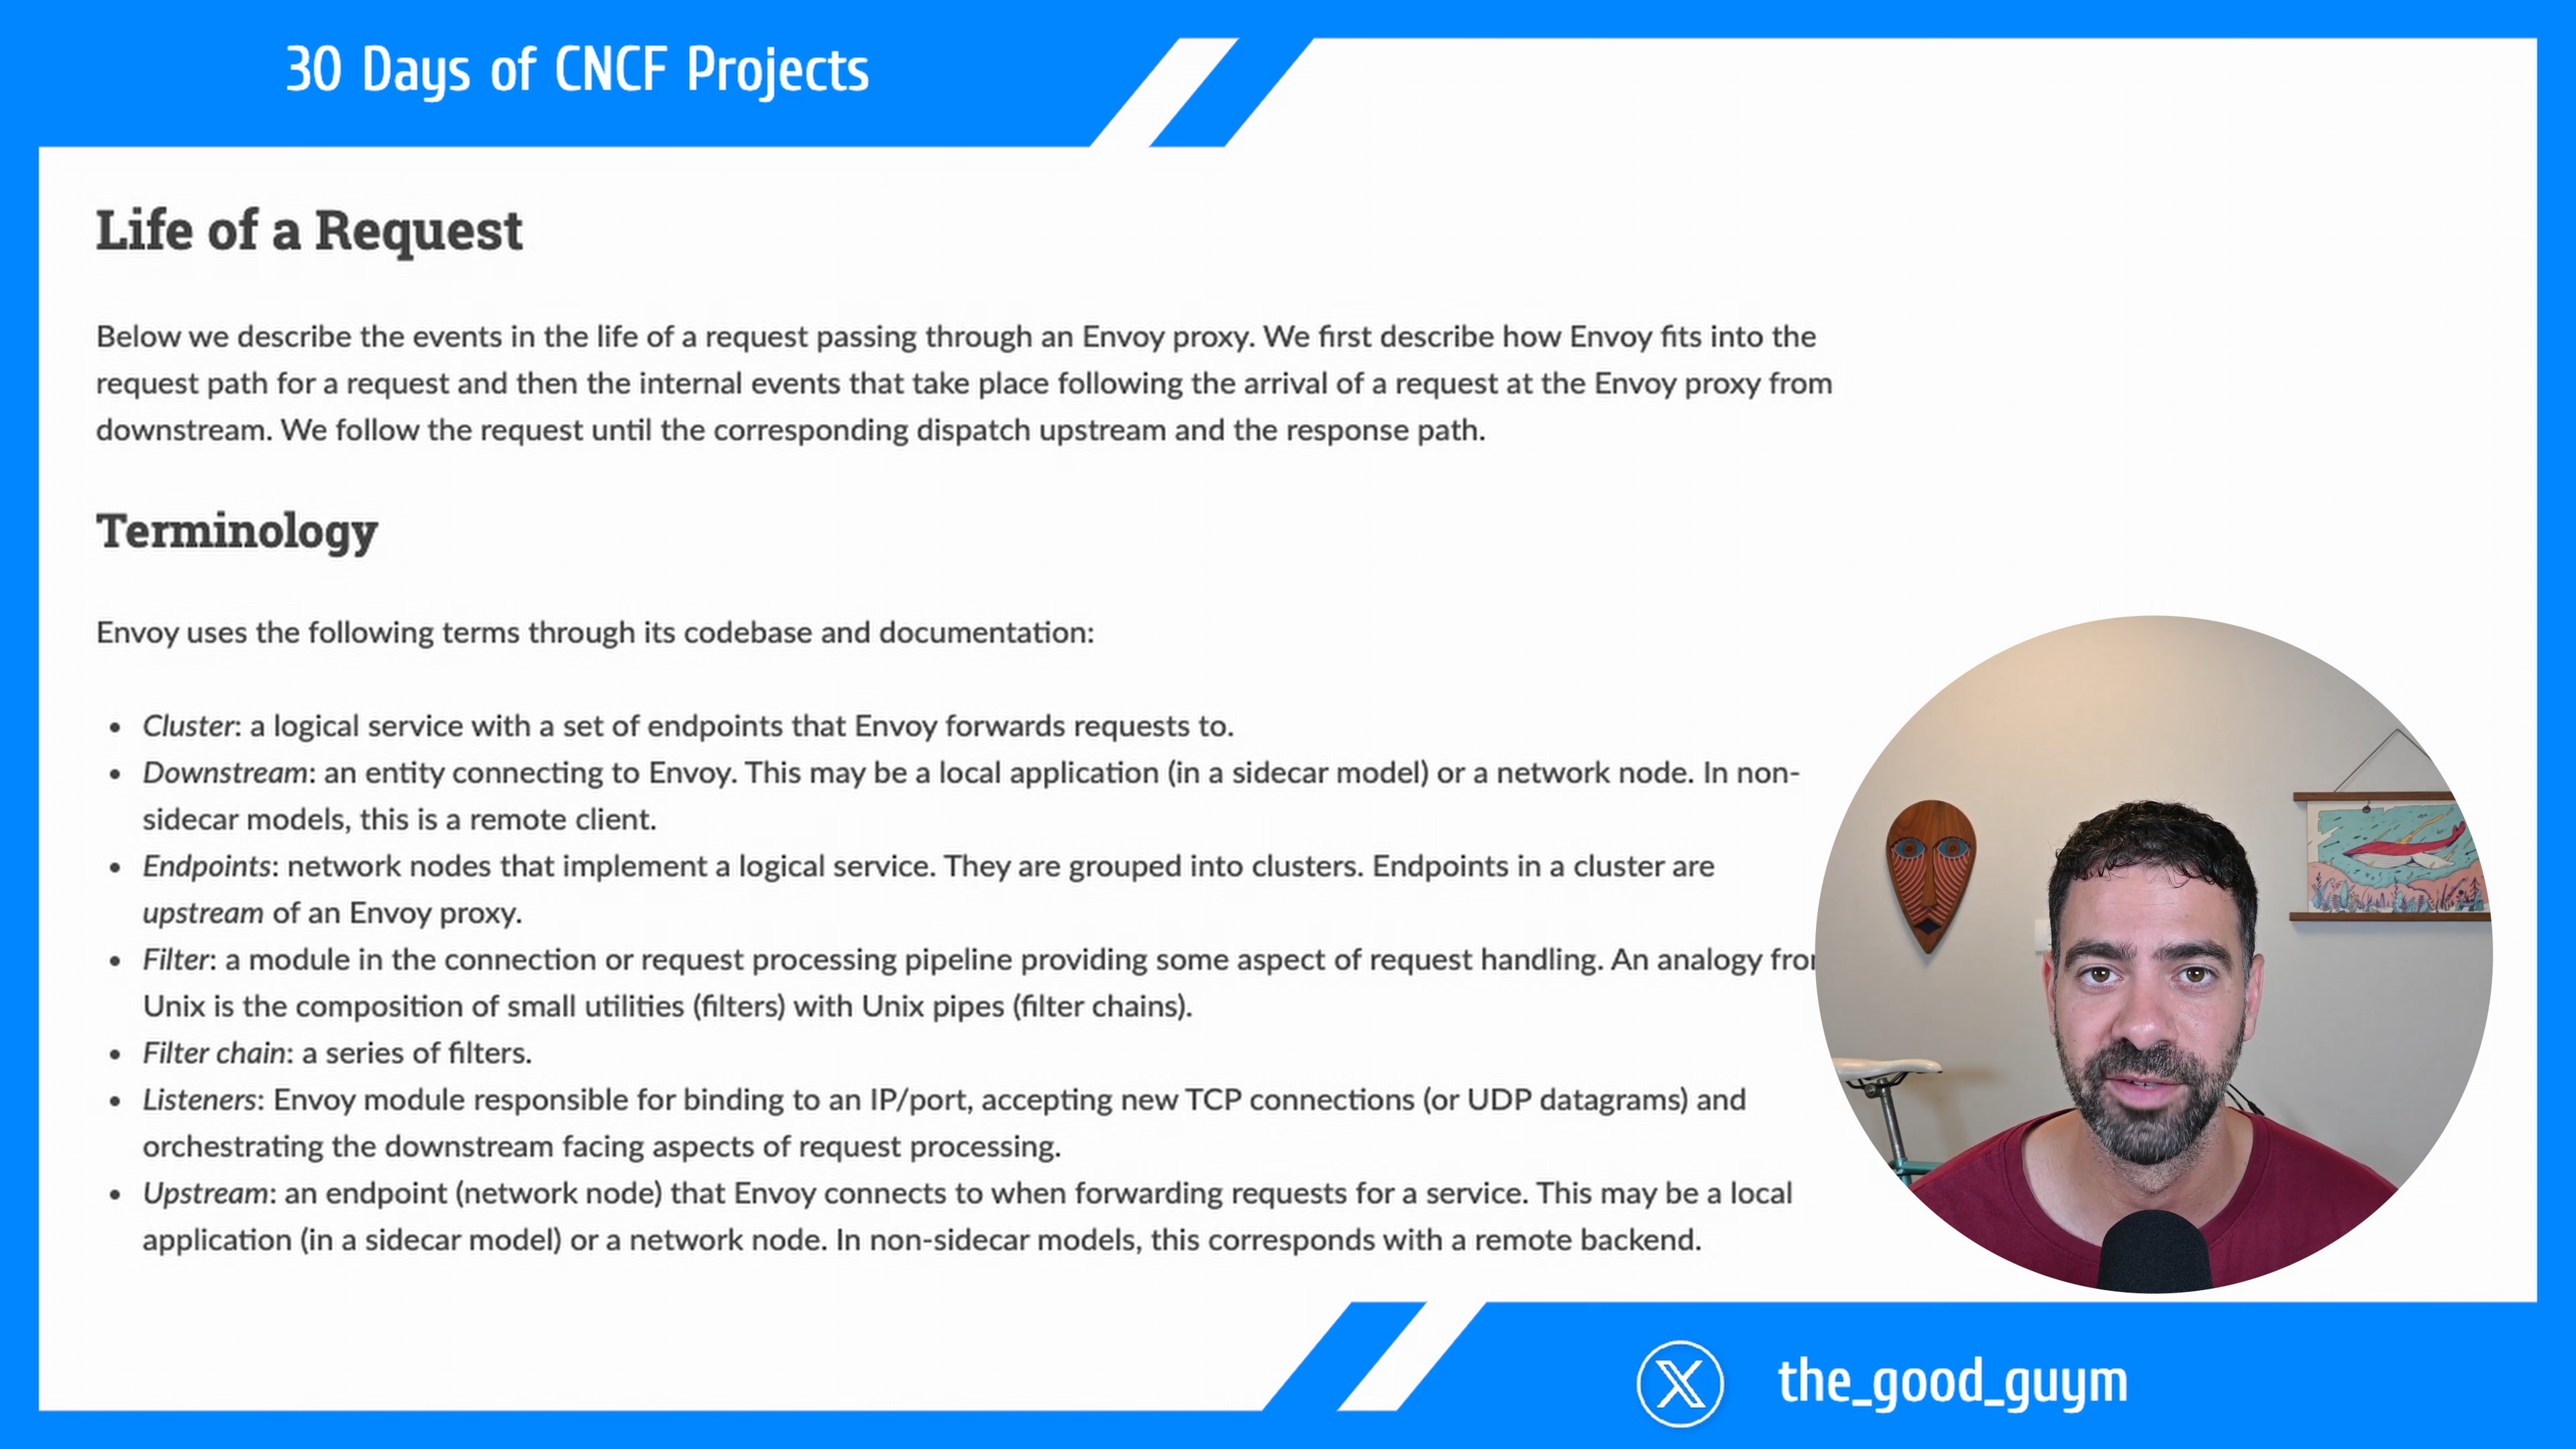 30 Days of CNCF Projects
Life of a Request
Below we describe the events in the life of a request passing through an Envoy proxy. We first describe how Envoy fits into the
request path for a request and then the internal events that take place following the arrival of a request at the Envoy proxy from
downstream. We follow the request until the corresponding dispatch upstream and the response path.
Terminology
Envoy uses the following terms through its codebase and documentation:
• Cluster: a logical service with a set of endpoints that Envoy forwards requests to.
• Downstream: an entity connecting to Envoy. This may be a local application (in a sidecar model) or a network node. In non-
sidecar models, this is a remote client.
• Endpoints: network nodes that implement a logical service. They are grouped into clusters. Endpoints in a cluster are
upstream of an Envoy proxy.
• Filter: a module in the connection or request processing pipeline providing some aspect of request handling. An analogy
Unix is the composition of small utilities (filters) with Unix pipes (filter chains).
• Filter chain: a series of filters.
• Listeners: Envoy module responsible for binding to an IP/port, accepting new TCP connections (or UDP datagrams) and
orchestrating the downstream facing aspects of request processing.
• Upstream: an endpoint (network node) that Envoy connects to when forwarding requests for a service. This may be a local
application (in a sidecar model) or a network node. In non-sidecar models, this corresponds with a remote backend.
X the_good_guym